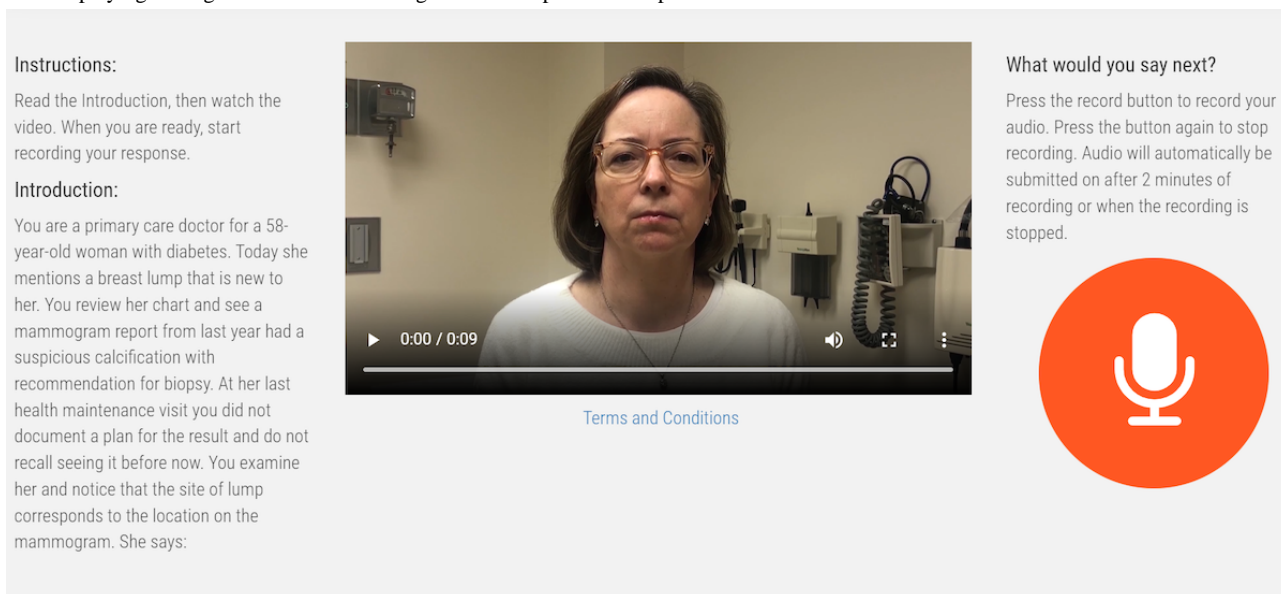 Instructions:
Read the Introduction, then watch the
video. When you are ready, start
recording your response.
Introduction:
You are a primary care doctor for a 58-
year-old woman with diabetes. Today she
mentions a breast lump that is new to
her. You review her chart and see a
mammogram report from last year had a
suspicious calcification with
recommendation for biopsy. At her last
health maintenance visit you did not
document a plan for the result and do not
recall seeing it before now. You examine
her and notice that the site of lump
corresponds to the location on the
mammogram. She says:
0:00 / 0:09
Terms and Conditions
What would you say next?
Press the record button to record your
audio. Press the button again to stop
recording. Audio will automatically be
submitted on after 2 minutes of
recording or when the recording is
stopped.